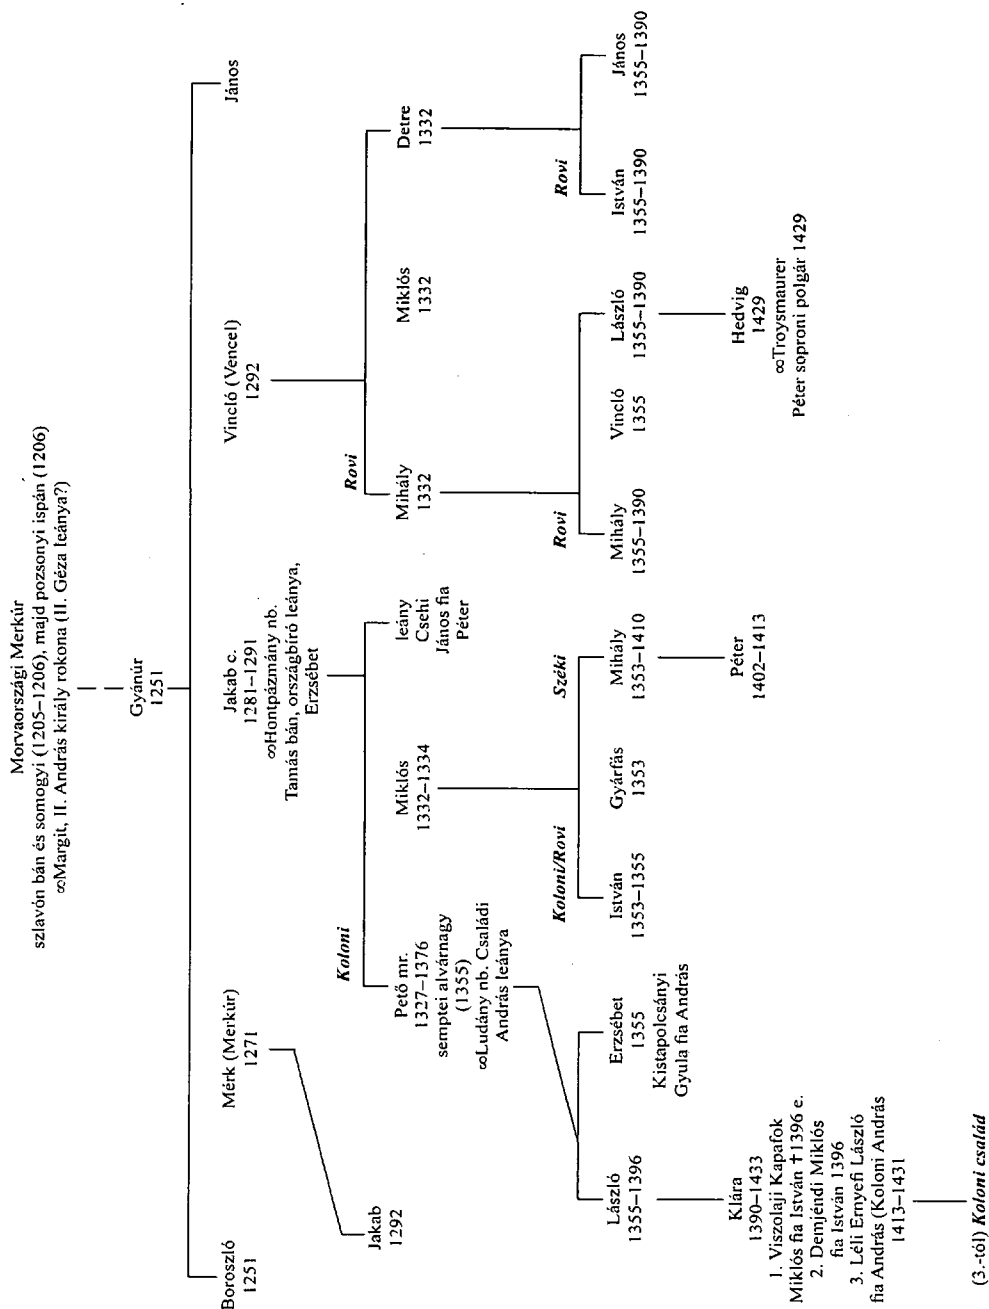 Morvaországi Merkúr
szlavón bán és somogyi (1205–1206), majd pozsonyi ispán (1206)
∞Margit, II. András király rokona (II. Géza leánya?)
Gyánúr
1251
Boroszló
1251
Mérk (Merkúr)
1271
Jakab c.
1281–1291
∞Hontpázmány nb.
Tamás bán, országbíró leánya,
Erzsébet
Vincló (Vencel)
1292
János
Jakab
1292
Koloni
Pető mr.
1327–1376
semptei alvárnagy
(1355)
∞Ludány nb. Családi
András leánya
Miklós
1332–1334
leány
Csehi
János fia
Péter
Rovi
Mihály
1332
Miklós
1332
Detre
1332
László
1355–1396
Erzsébet
1355
Kistapolcsányi
Gyula fia András
Koloni/Rovi
István
1353–1355
Gyárfás
1353
Széki
Mihály
1353–1410
Rovi
Mihály
1355–1390
Vincló
1355
László
1355–1390
Rovi
István
1355–1390
János
1355–1390
Klára
1390–1433
1. Viszolaji Kapafok
Miklós fia István †1396 e.
2. Demjéndi Miklós
fia István 1396
3. Léli Ernyefi László
fia András (Koloni András
1413–1431
Péter
1402–1413
Hedvig
1429
∞Troysmaurer
Péter soproni polgár 1429
(3.-tól) Koloni család